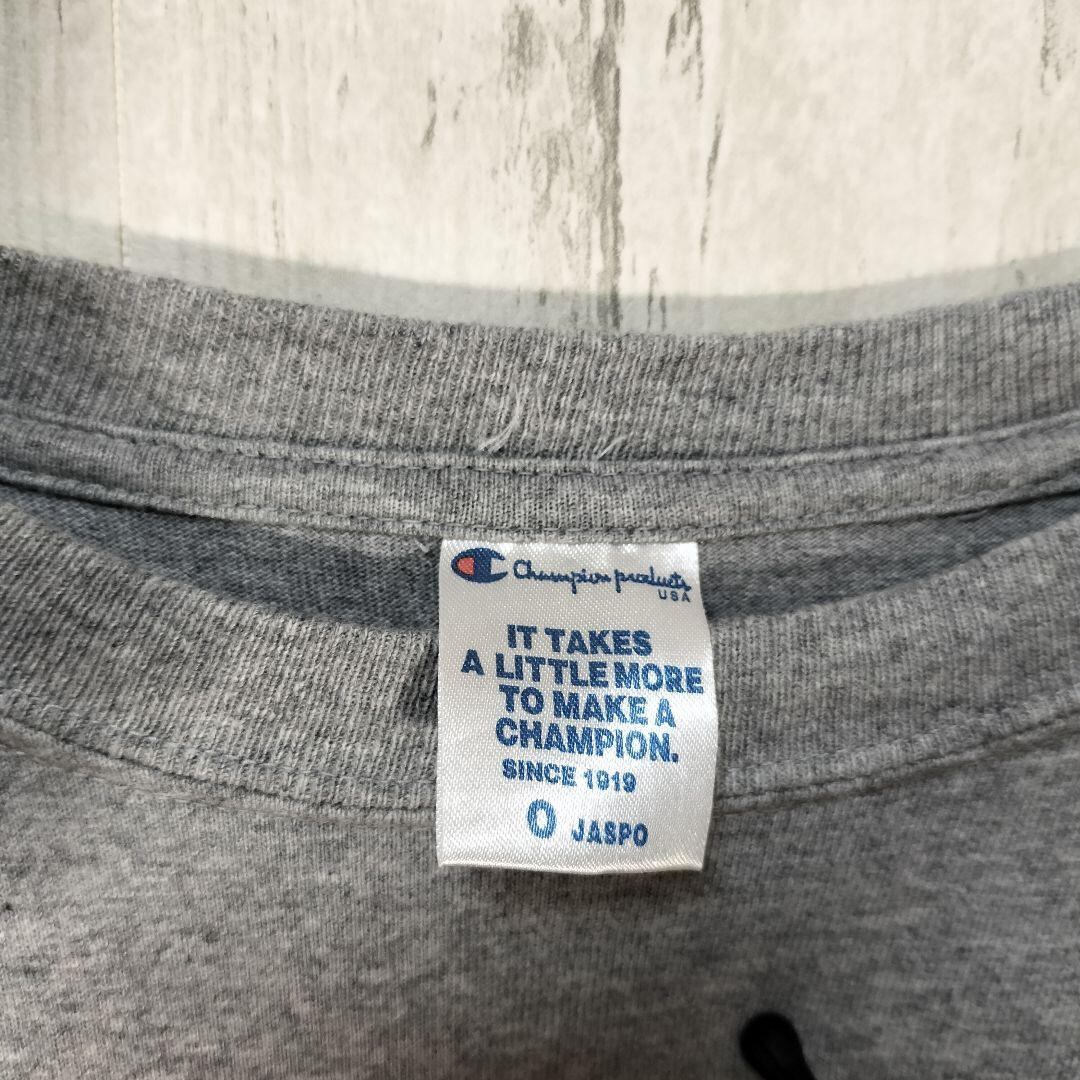 Champion products
USA
IT TAKES
A LITTLE MORE
TO MAKE A
CHAMPION.
SINCE 1919
O JASPO